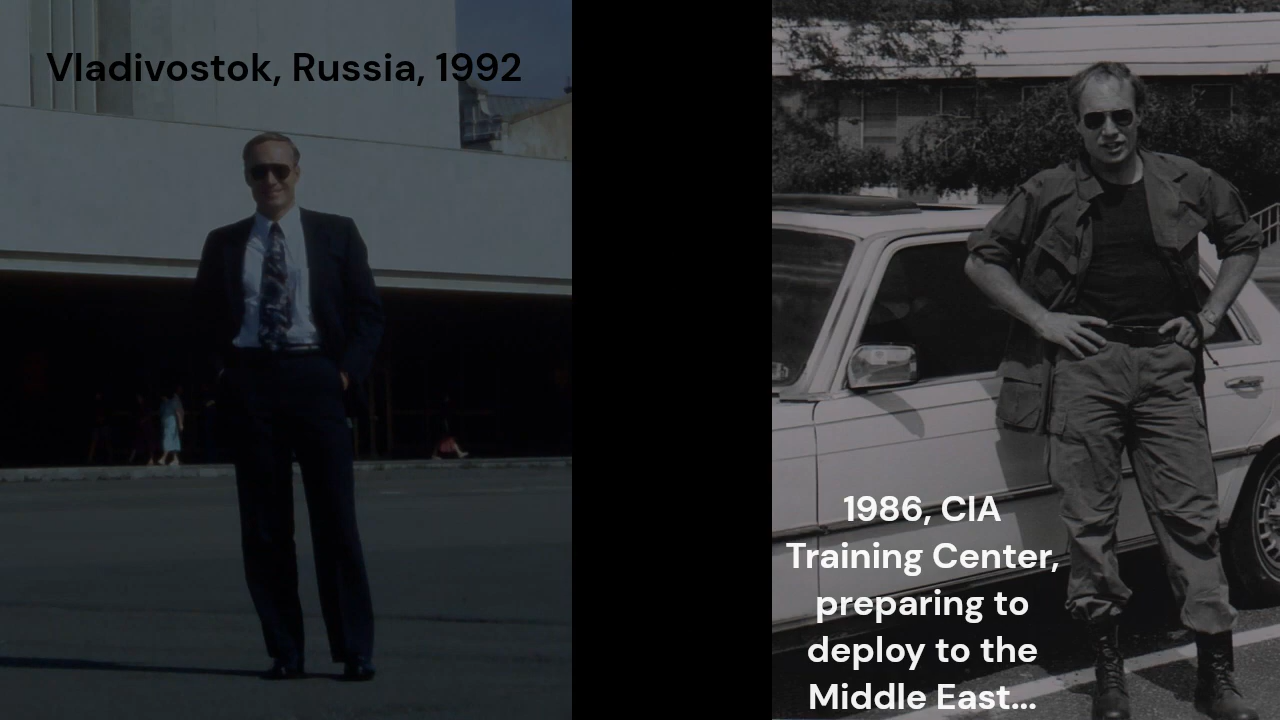 Vladivostok, Russia, 1992
1986, CIA
Training Center,
preparing to
deploy to the
Middle East...